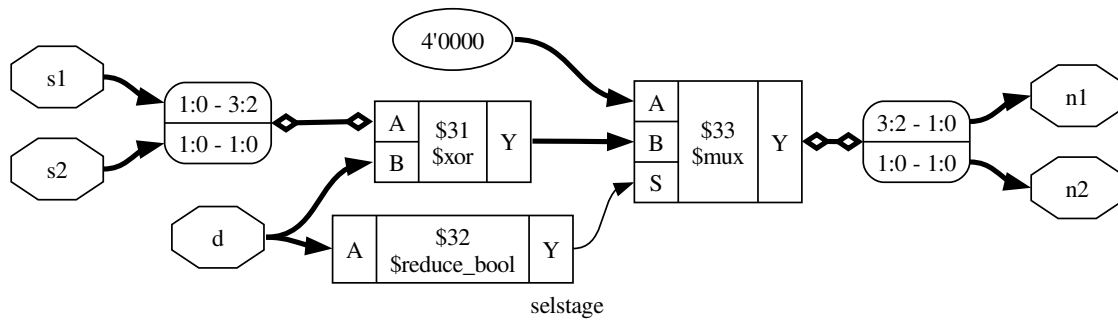 4'0000
s1
s2
1:0 - 3:2
1:0 - 1:0
A
B
$31
$xor
Y
A
B
S
$33
$mux
Y
3:2 - 1:0
1:0 - 1:0
n1
n2
d
A
$32
$reduce_bool
Y
selstage